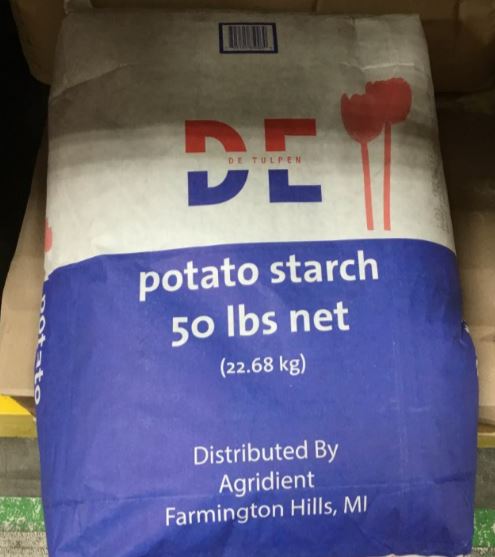 DE
DE TULPEN
potato starch
50 lbs net
(22.68 kg)
Distributed By
Agridient
Farmington Hills, MI
potato